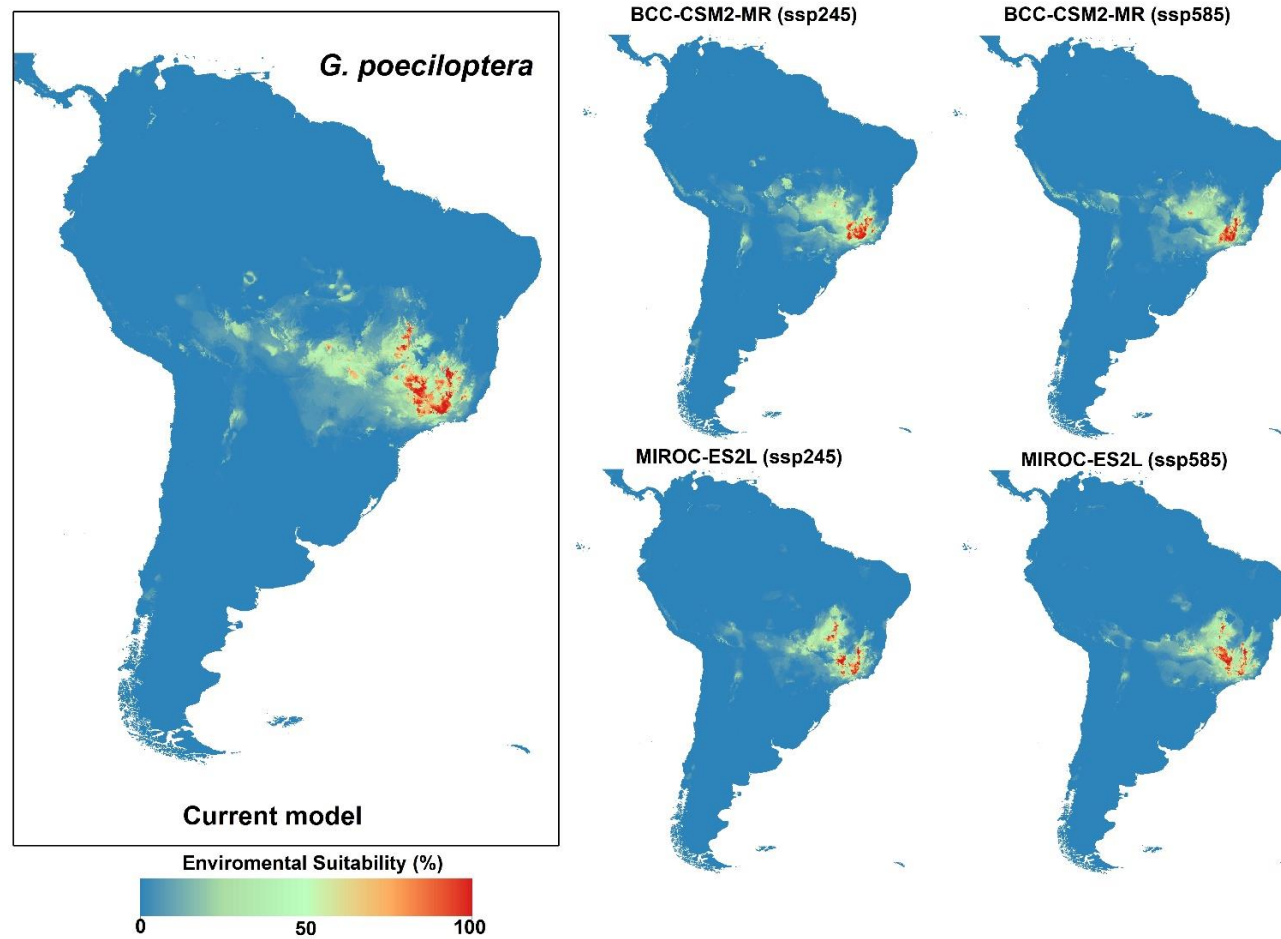 G. poeciloptera
Current model
Enviromental Suitability (%)
0 50 100
BCC-CSM2-MR (ssp245)
BCC-CSM2-MR (ssp585)
MIROC-ES2L (ssp245)
MIROC-ES2L (ssp585)